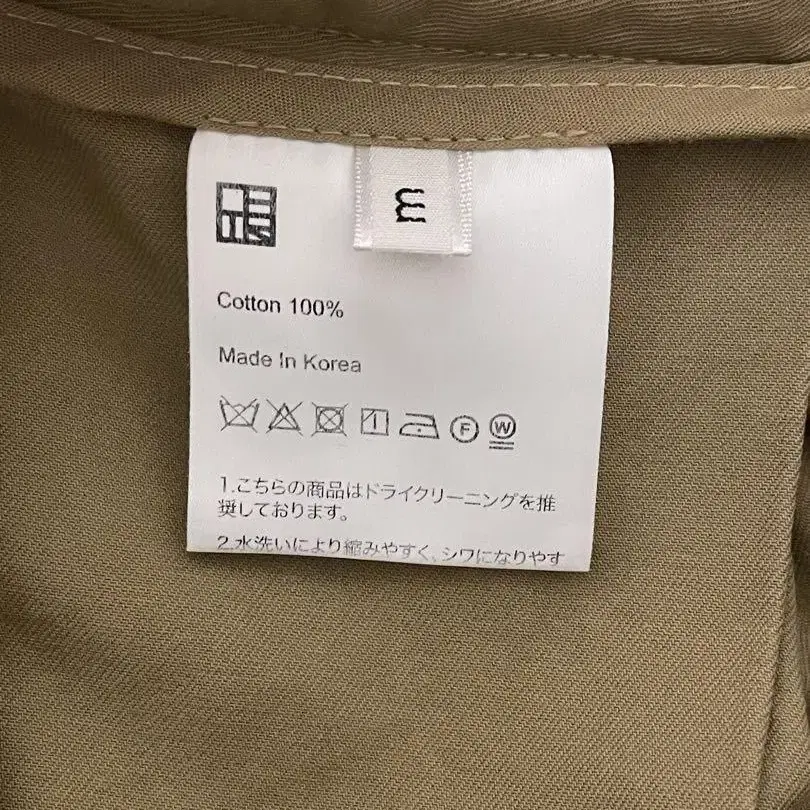 m
Cotton 100%
Made In Korea
F W
1.こちらの商品はドライクリーニングを推
奨しております。
2.水洗いにより縮みやすく、シワになりやす